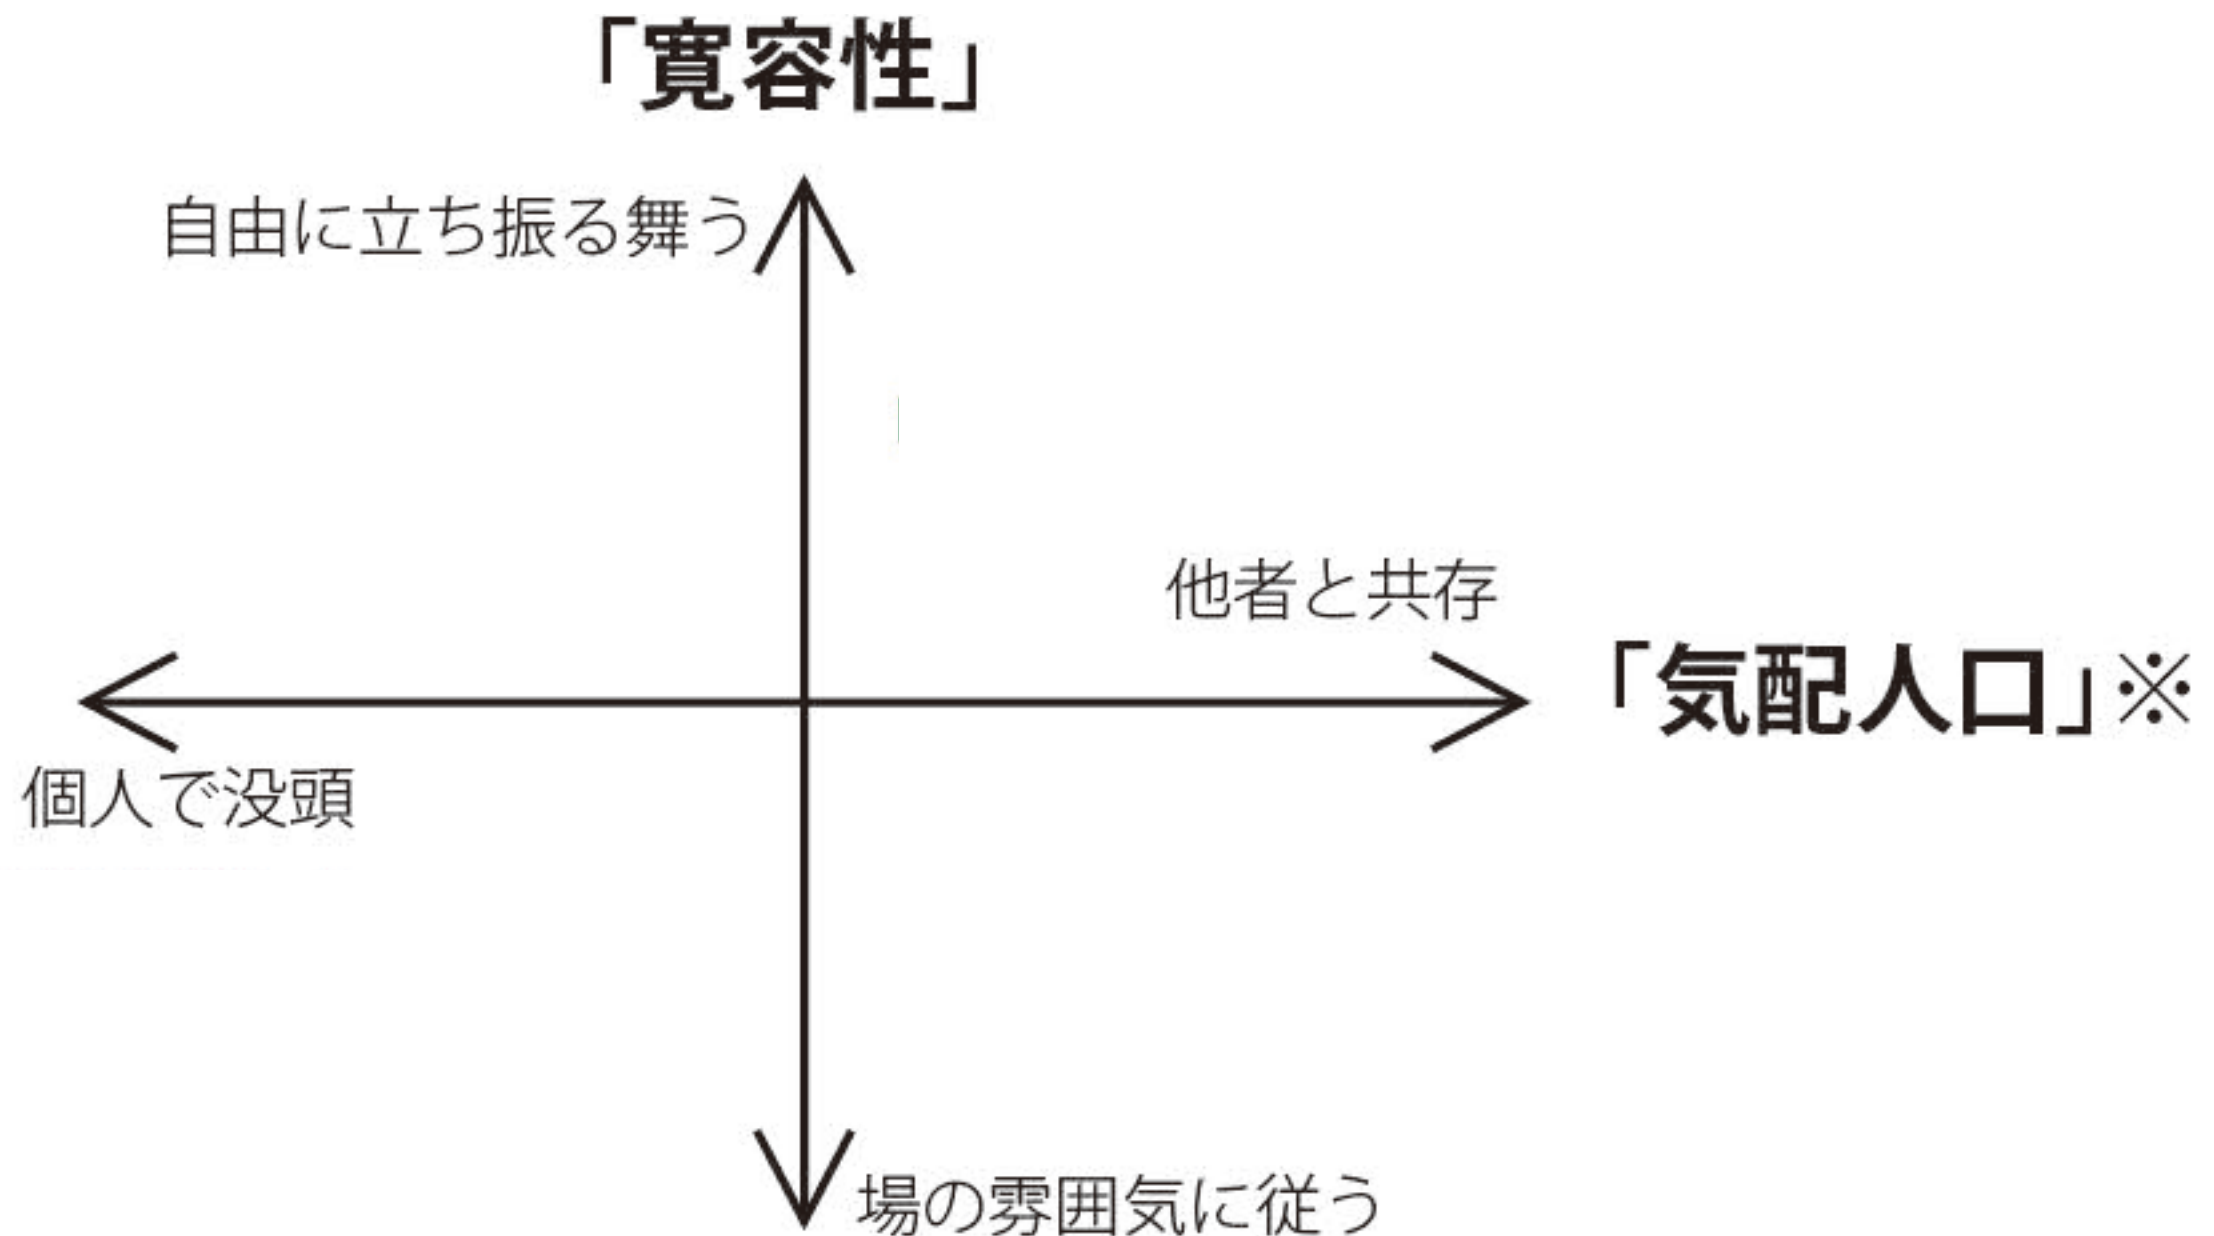 「寛容性」
自由に立ち振る舞う
他者と共存
「気配人口」※
個人で没頭
場の雰囲気に従う